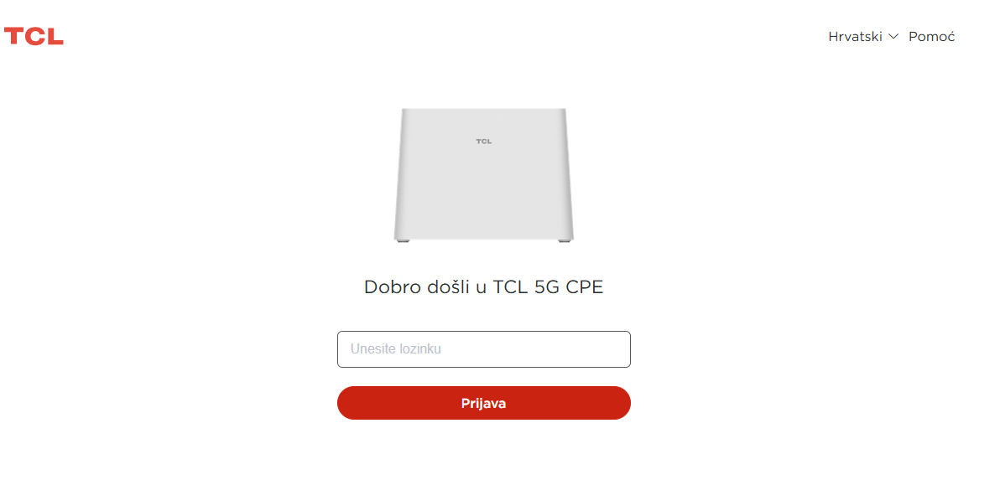 TCL
Hrvatski Pomoć
TCL
Dobro došli u TCL 5G CPE
Unesite lozinku
Prijava